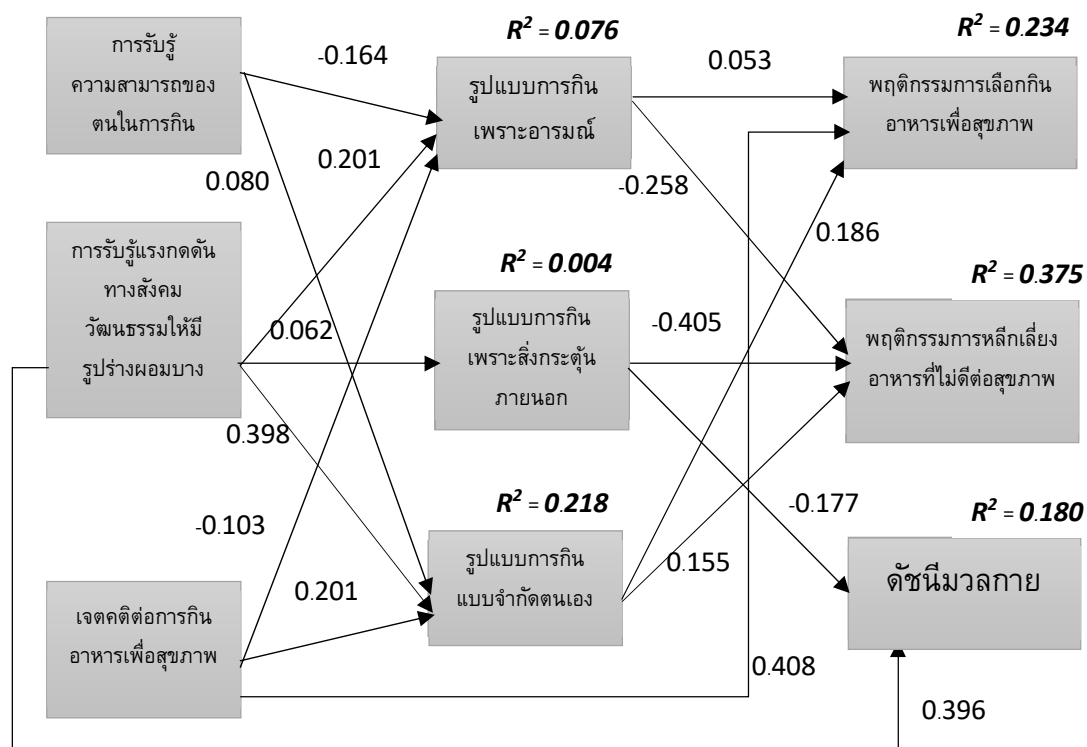 R² = 0.076
R² = 0.234
การรับรู้
ความสามารถของ
ตนในการกิน
-0.164
รูปแบบการกิน
เพราะอารมณ์
0.053
พฤติกรรมการเลือกกิน
อาหารเพื่อสุขภาพ
0.201
0.080
-0.258
0.186
การรับรู้แรงกดดัน
ทางสังคม
วัฒนธรรมให้มี
รูปร่างผอมบาง
R² = 0.004
R² = 0.375
0.062
รูปแบบการกิน
เพราะสิ่งกระตุ้น
ภายนอก
-0.405
พฤติกรรมการหลีกเลี่ยง
อาหารที่ไม่ดีต่อสุขภาพ
0.398
R² = 0.218
-0.177
R² = 0.180
-0.103
รูปแบบการกิน
แบบจำกัดตนเอง
0.155
ดัชนีมวลกาย
0.201
เจตคติต่อการกิน
อาหารเพื่อสุขภาพ
0.408
0.396